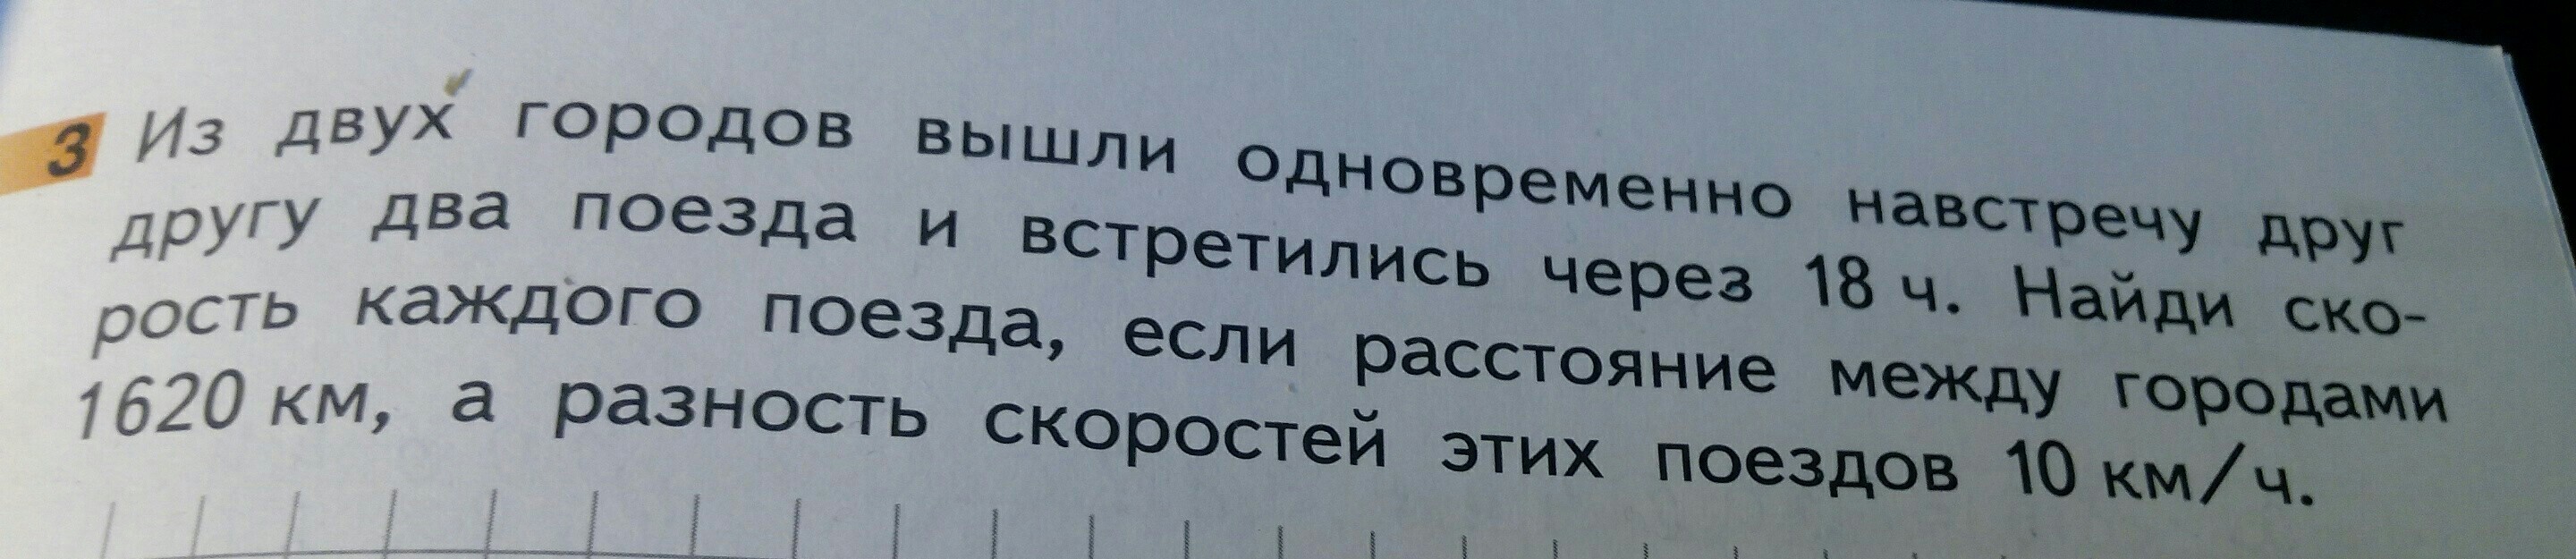 3 Из двух городов вышли одновременно навстречу друг
другу два поезда и встретились через 18 ч. Найди ско-
рость каждого поезда, если расстояние между городами
1620 км, а разность скоростей этих поездов 10 км/ч.